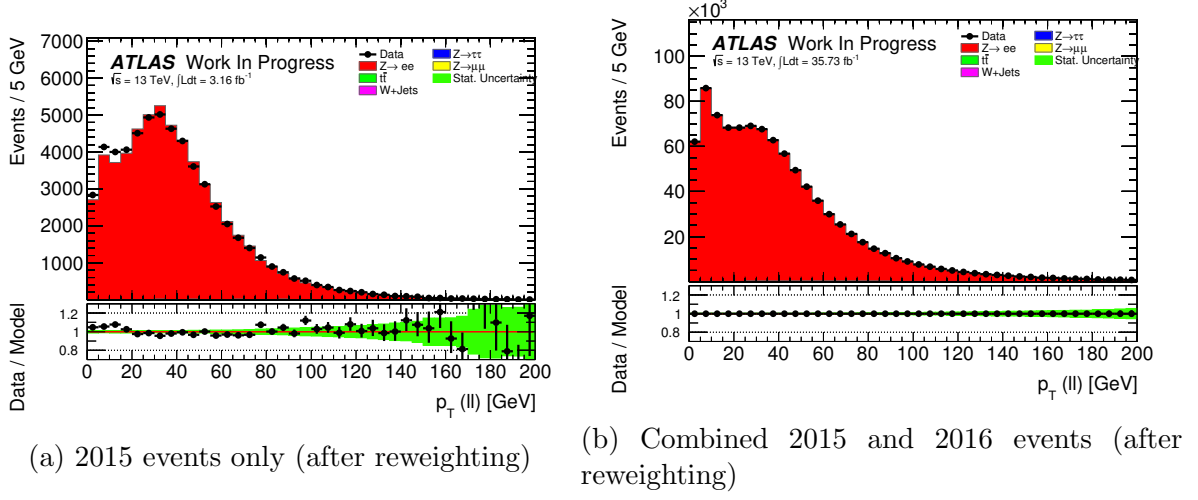 7000
6000
5000
4000
3000
2000
1000
Events / 5 GeV
ATLAS Work In Progress
√s = 13 TeV, ∫Ldt = 3.16 fb⁻¹
Data
Z→ ee
tt̄
W+Jets
Z→ττ
Z→μμ
Stat. Uncertainty
1.2
1
0.8
Data / Model
0 20 40 60 80 100 120 140 160 180 200
p_T (ll) [GeV]
(a) 2015 events only (after reweighting)
×10³
100
80
60
40
20
0
Events / 5 GeV
ATLAS Work In Progress
√s = 13 TeV, ∫Ldt = 35.73 fb⁻¹
Data
Z→ ee
tt̄
W+Jets
Z→ττ
Z→μμ
Stat. Uncertainty
1.2
1
0.8
Data / Model
0 20 40 60 80 100 120 140 160 180 200
p_T (ll) [GeV]
(b) Combined 2015 and 2016 events (after
reweighting)